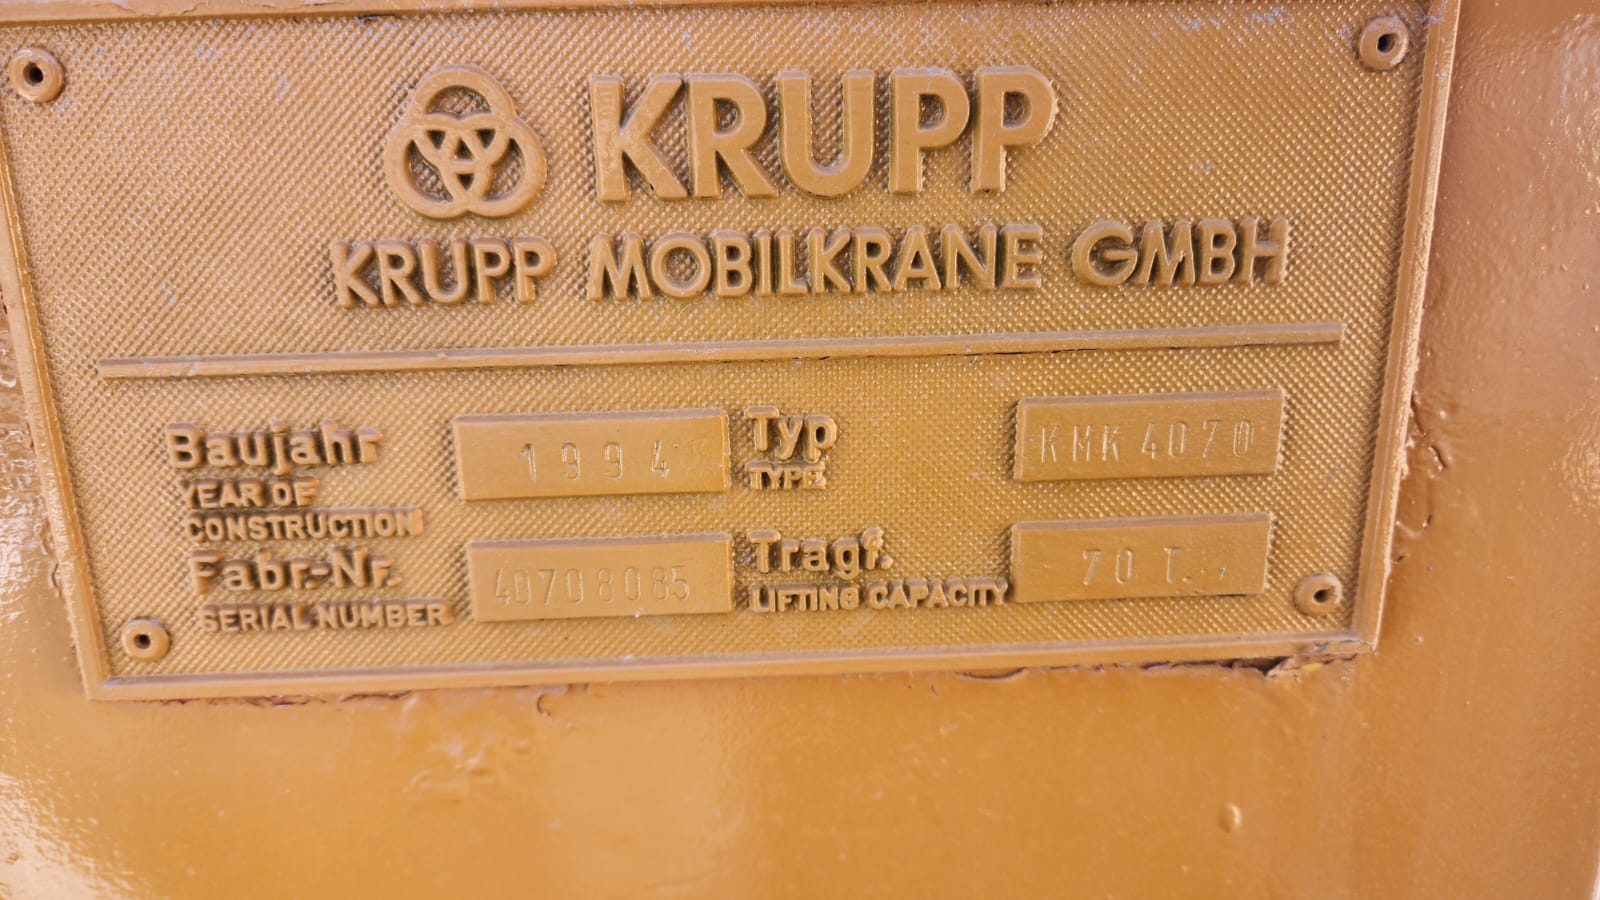 KRUPP
KRUPP MOBILKRANE GMBH
Baujahr 1994 Typ KMK 4070
YEAR OF CONSTRUCTION TYPE
Fabr.-Nr. 40708085 Tragf. 70 T.
SERIAL NUMBER LIFTING CAPACITY